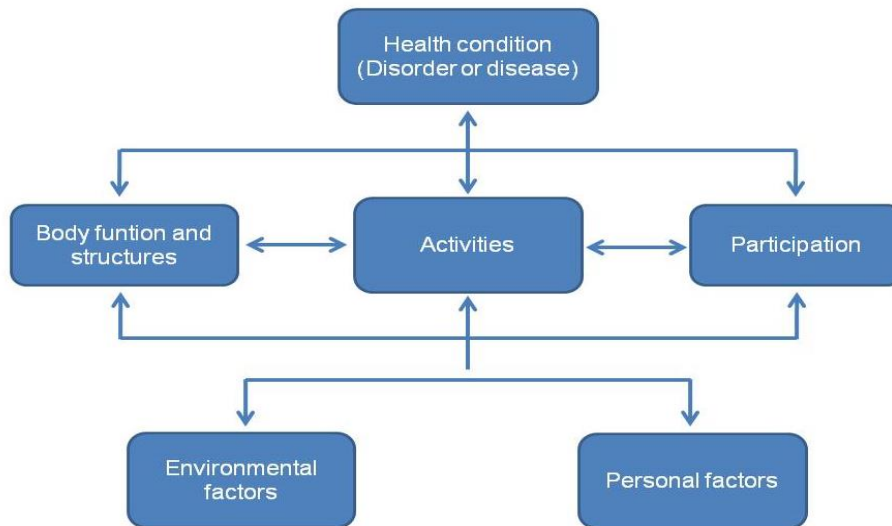 Health condition
(Disorder or disease)
Body funtion and
structures
Activities
Participation
Environmental
factors
Personal factors